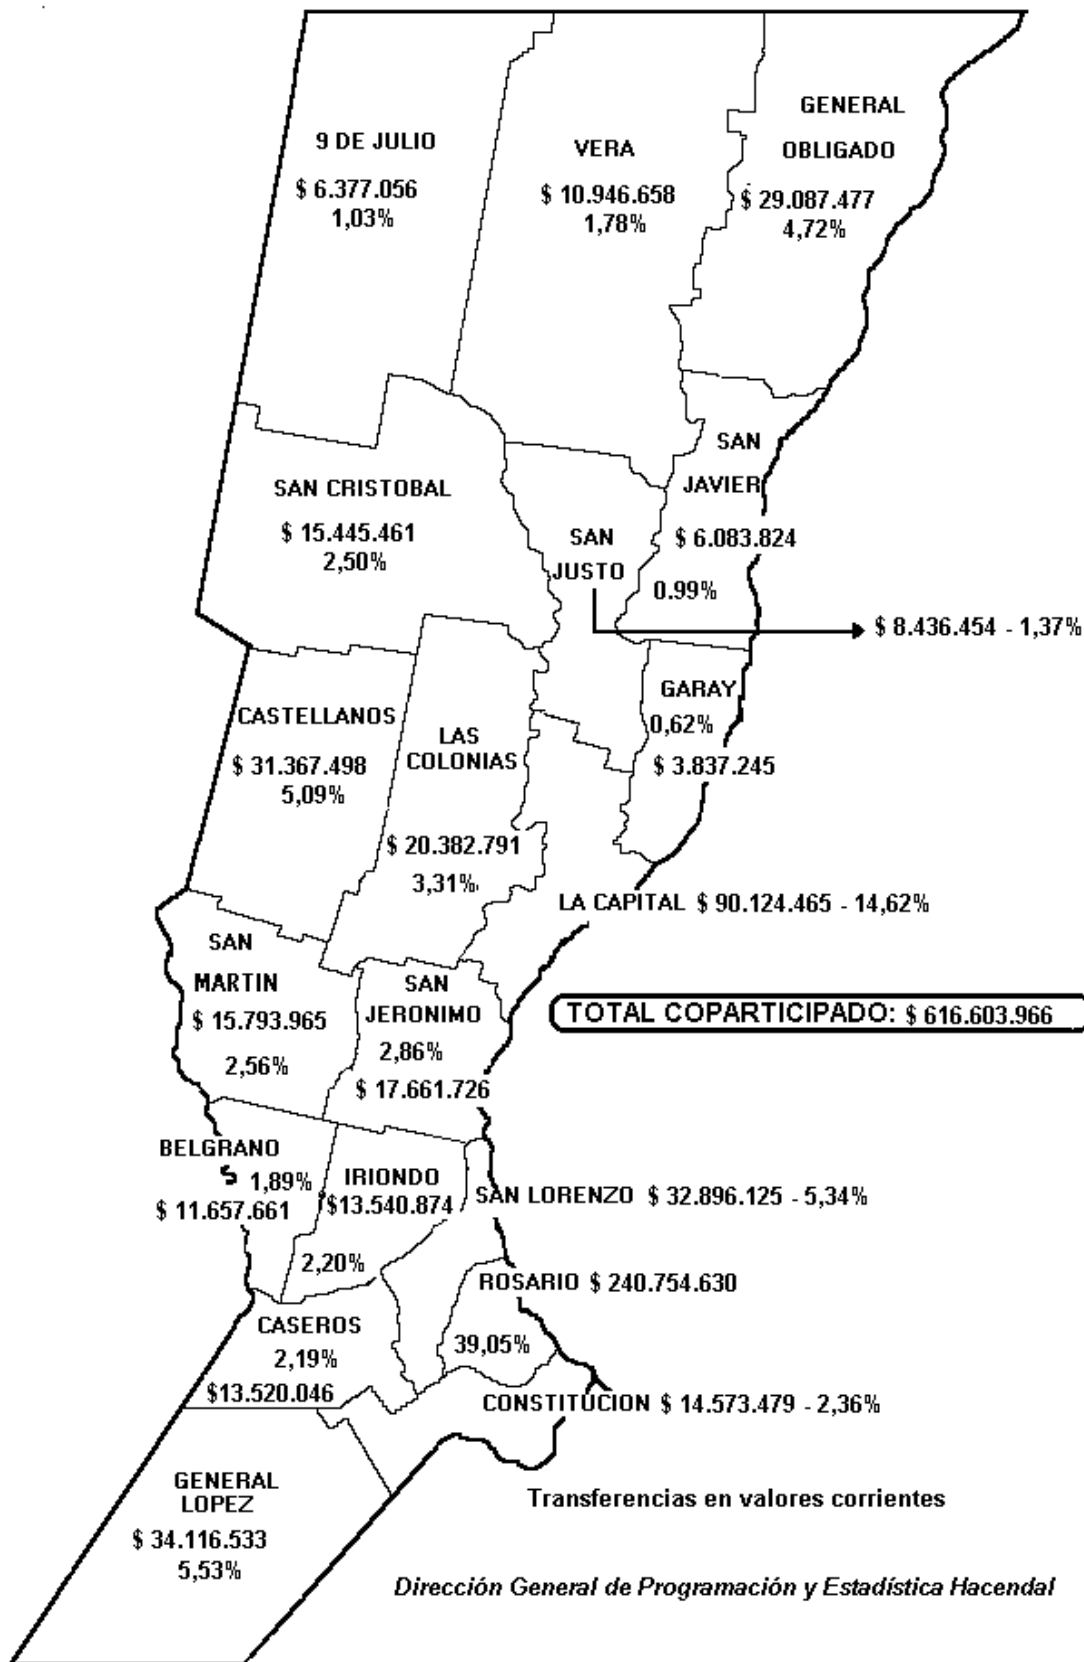 9 DE JULIO
$ 6.377.056
1,03%
VERA
$ 10.946.658
1,78%
GENERAL
OBLIGADO
$ 29.087.477
4,72%
SAN CRISTOBAL
$ 15.445.461
2,50%
SAN
JUSTO
$ 8.436.454 - 1,37%
SAN
JAVIER
$ 6.083.824
0.99%
CASTELLANOS
$ 31.367.498
5,09%
LAS
COLONIAS
$ 20.382.791
3,31%
GARAY
0,62%
$ 3.837.245
LA CAPITAL $ 90.124.465 - 14,62%
SAN
MARTIN
$ 15.793.965
2,56%
SAN
JERONIMO
2,86%
$ 17.661.726
TOTAL COPARTICIPADO: $ 616.603.966
BELGRANO
1,89%
$ 11.657.661
IRIONDO
$13.540.874
2,20%
SAN LORENZO $ 32.896.125 - 5,34%
ROSARIO $ 240.754.630
39,05%
CASEROS
2,19%
$13.520.046
CONSTITUCION $ 14.573.479 - 2,36%
GENERAL
LOPEZ
$ 34.116.533
5,53%
Transferencias en valores corrientes
Dirección General de Programación y Estadística Hacendal